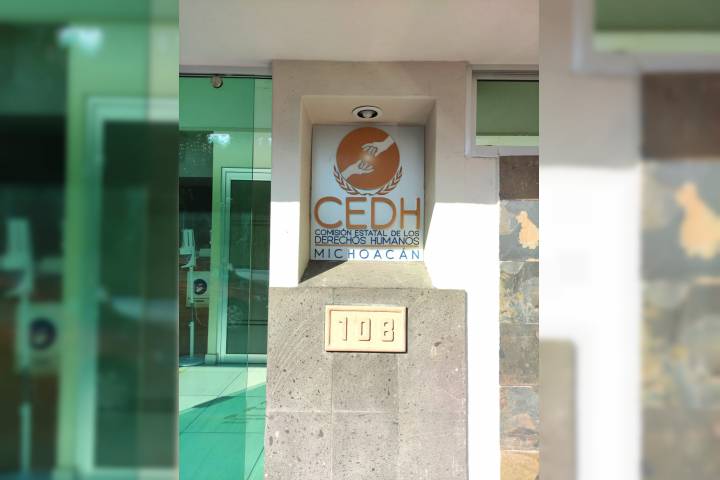 CEDH
COMISIÓN ESTATAL DE LOS
DERECHOS HUMANOS
MICHOACÁN
108